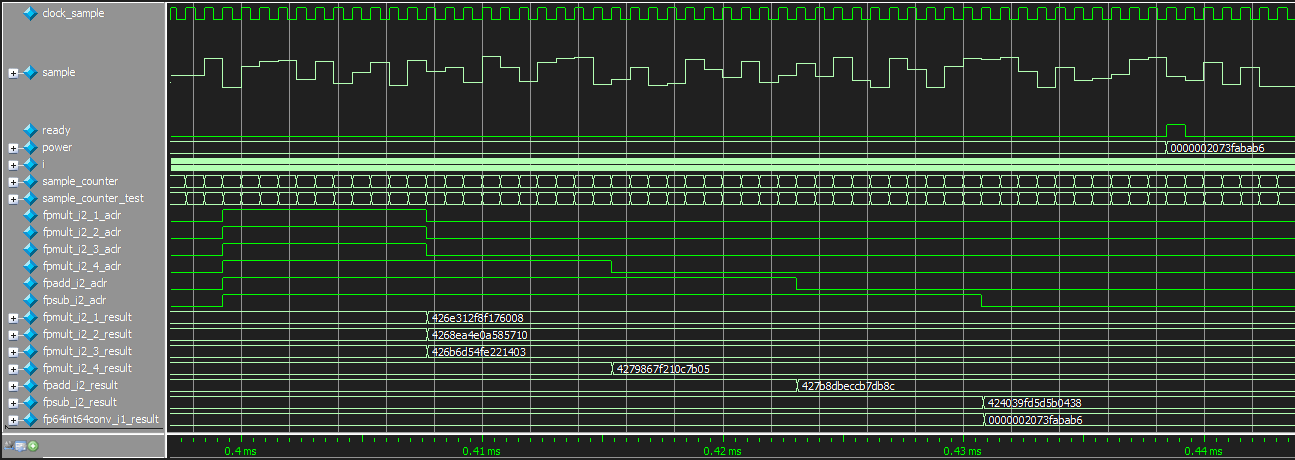 clock_sample
sample
ready
power 0000002073fabab6
i
sample_counter
sample_counter_test
fpmult_i2_1_aclr
fpmult_i2_2_aclr
fpmult_i2_3_aclr
fpmult_i2_4_aclr
fpadd_i2_aclr
fpsub_i2_aclr
fpmult_i2_1_result 426e312f8f176008
fpmult_i2_2_result 4268ea4e0a585710
fpmult_i2_3_result 426b6d54fe221403
fpmult_i2_4_result 4279867f210c7b05
fpadd_i2_result 427b8dbeccb7db8c
fpsub_i2_result 424039fd5d5b0438
fp64int64conv_i1_result 0000002073fabab6
0.4 ms 0.41 ms 0.42 ms 0.43 ms 0.44 ms